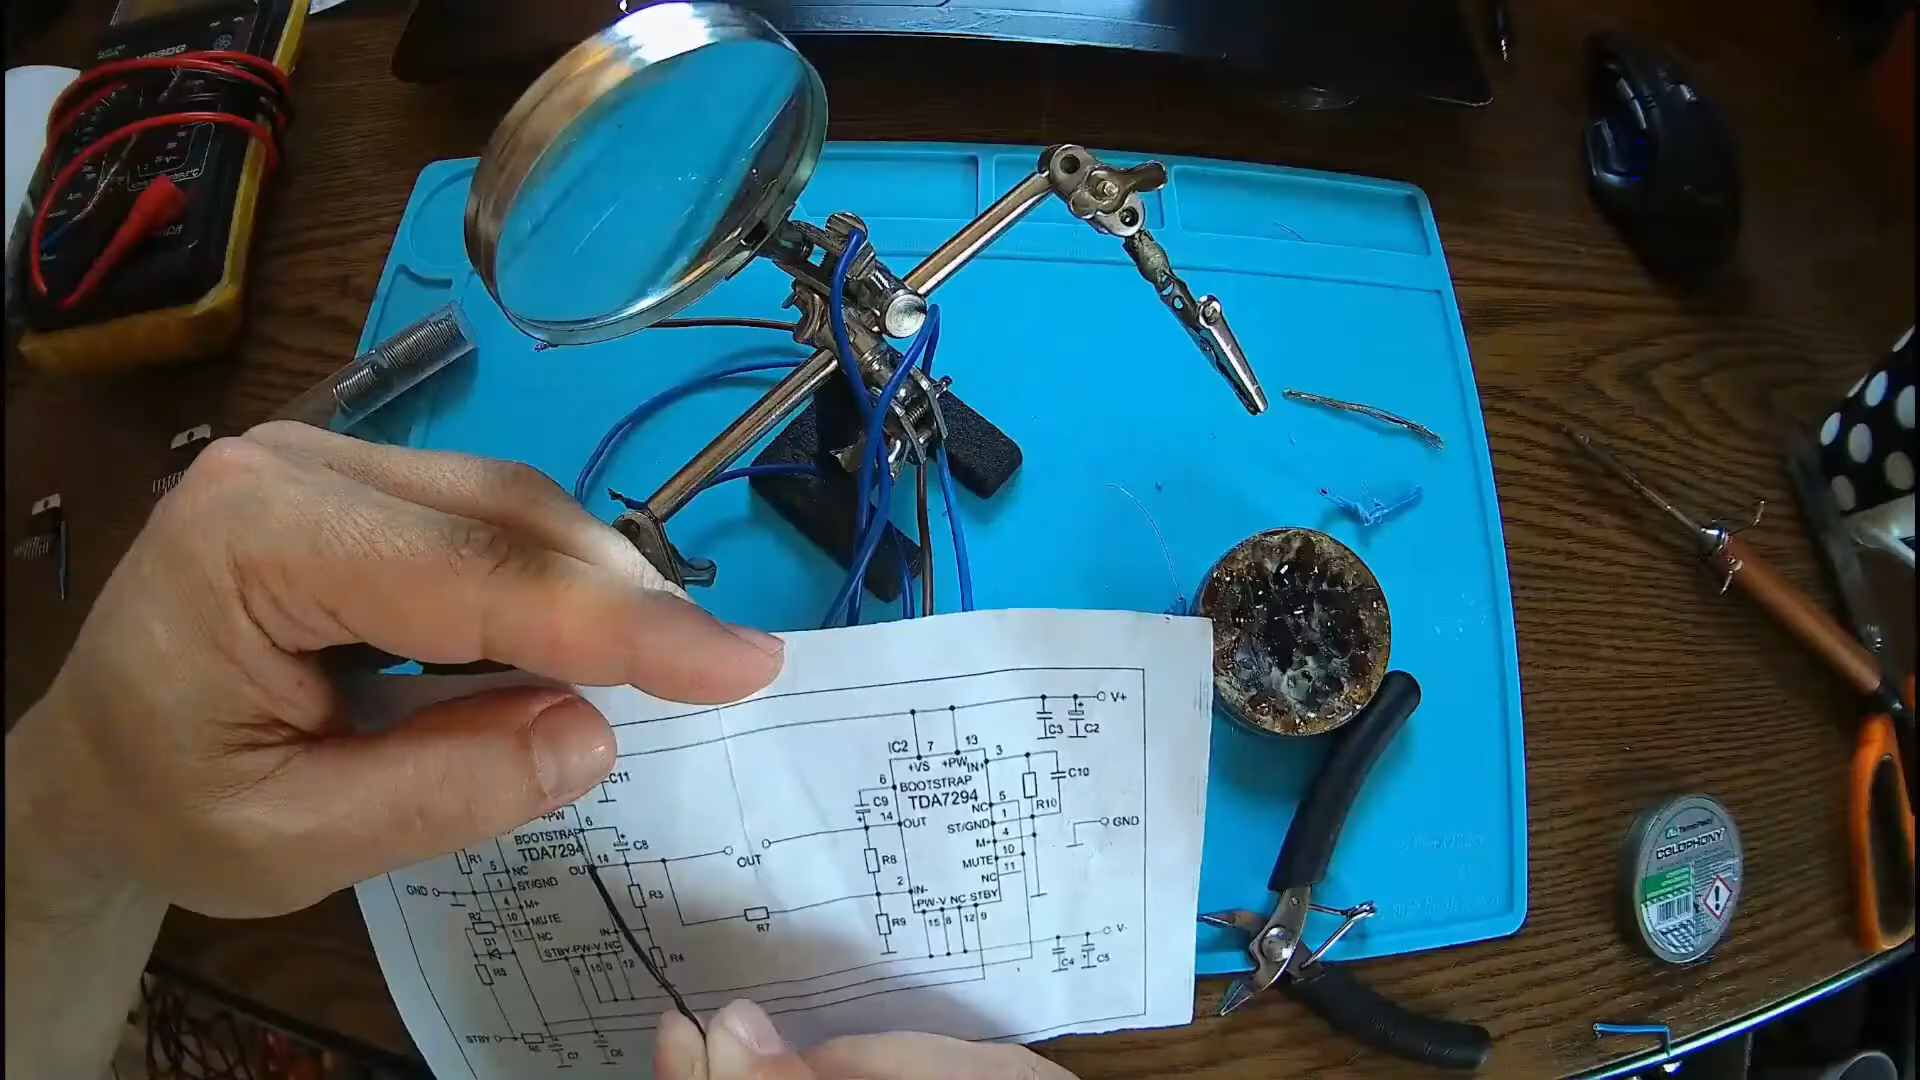 V+
C3 C2
IC2 7 13 3
+VS +PW IN+
6 BOOTSTRAP C10
TDA7294
C9 NC 5 R10
14 OUT ST/GND 1
M+ 4
GND
R8 MUTE 10
NC 11
2 IN-
-PW -V NC STBY
R9 15 8 12 9
V-
C4 C5
C11
+PW
BOOTSTRAP 6
TDA7294 C8
OUT 14
OUT
R1 5 NC
GND 1 ST/GND R3
4 M+
R2 10 MUTE R7
D1 11 NC IN-
STBY -PW -V NC R4
R5 9 15 12
STBY
C7
COLOPHONY